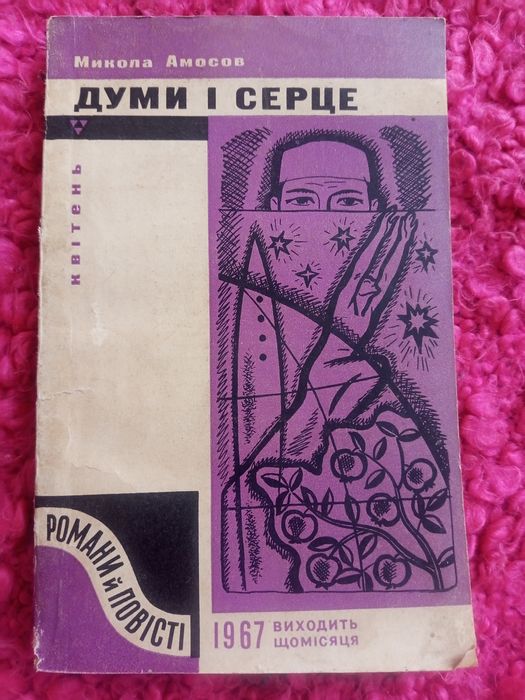 Микола Амосов
ДУМИ І СЕРЦЕ
квітень
РОМАНИ й ПОВІСТІ
1967 ВИХОДИТЬ
ЩОМІСЯЦЯ